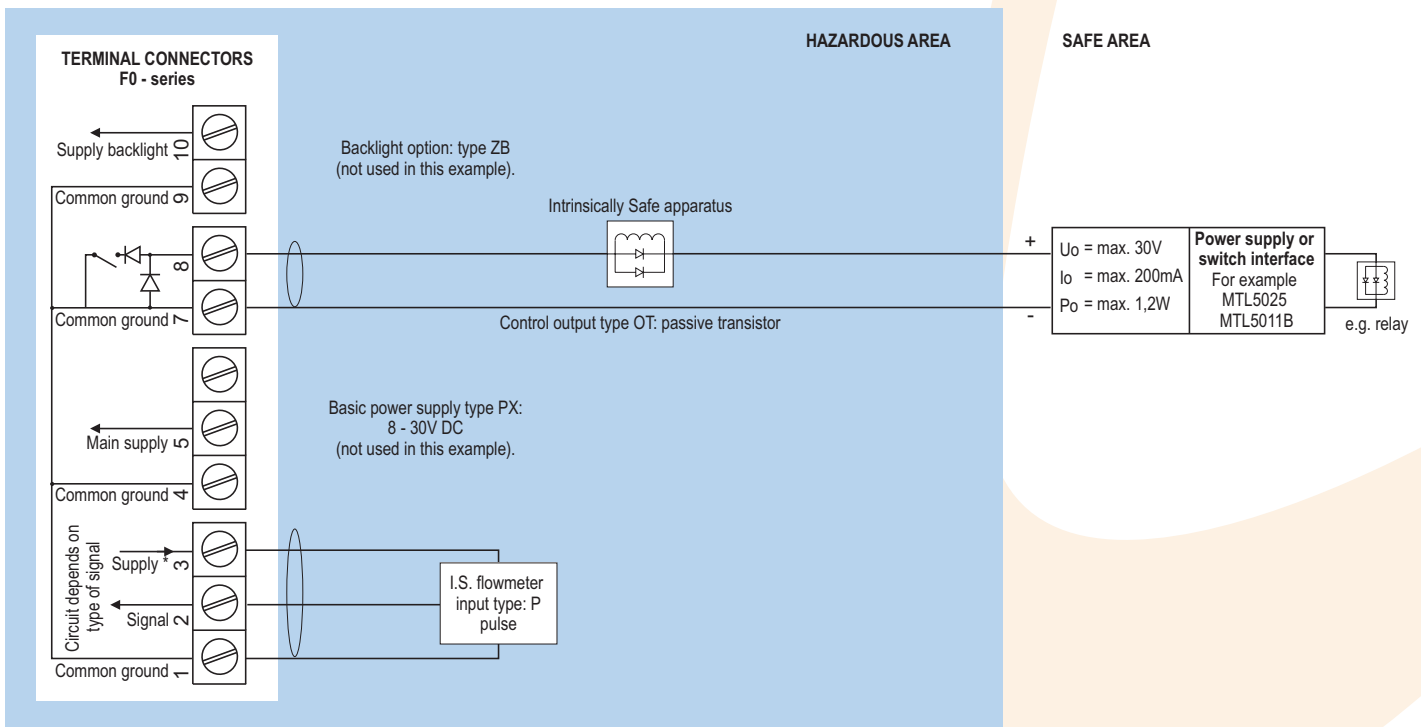 HAZARDOUS AREA
SAFE AREA
TERMINAL CONNECTORS
F0 - series
Supply backlight
10
Common ground
9
8
Common ground
7
Main supply
5
Common ground
4
Circuit depends on
type of signal
Supply *
3
Signal
2
Common ground
1
Backlight option: type ZB
(not used in this example).
Intrinsically Safe apparatus
Control output type OT: passive transistor
Basic power supply type PX:
8 - 30V DC
(not used in this example).
I.S. flowmeter
input type: P
pulse
+
-
Uo = max. 30V
Io = max. 200mA
Po = max. 1,2W
Power supply or
switch interface
For example
MTL5025
MTL5011B
e.g. relay